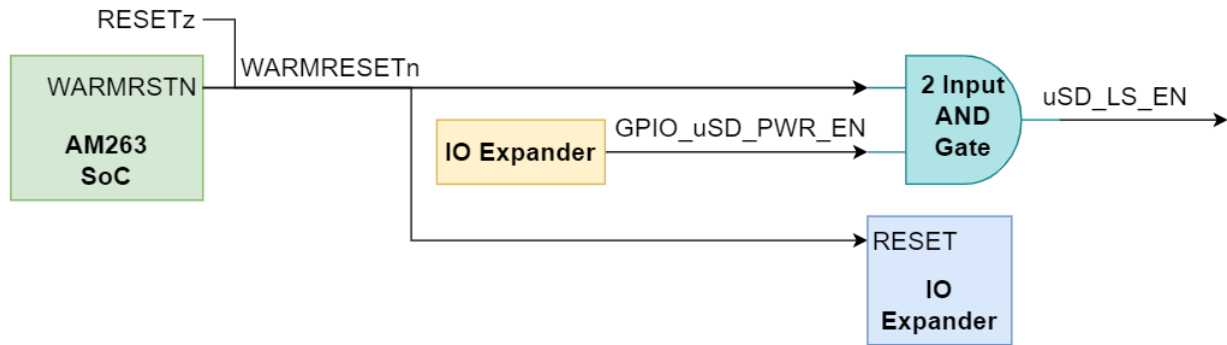 RESETz
WARMRSTN
AM263
SoC
WARMRESETn
IO Expander
GPIO_uSD_PWR_EN
2 Input
AND
Gate
uSD_LS_EN
RESET
IO
Expander